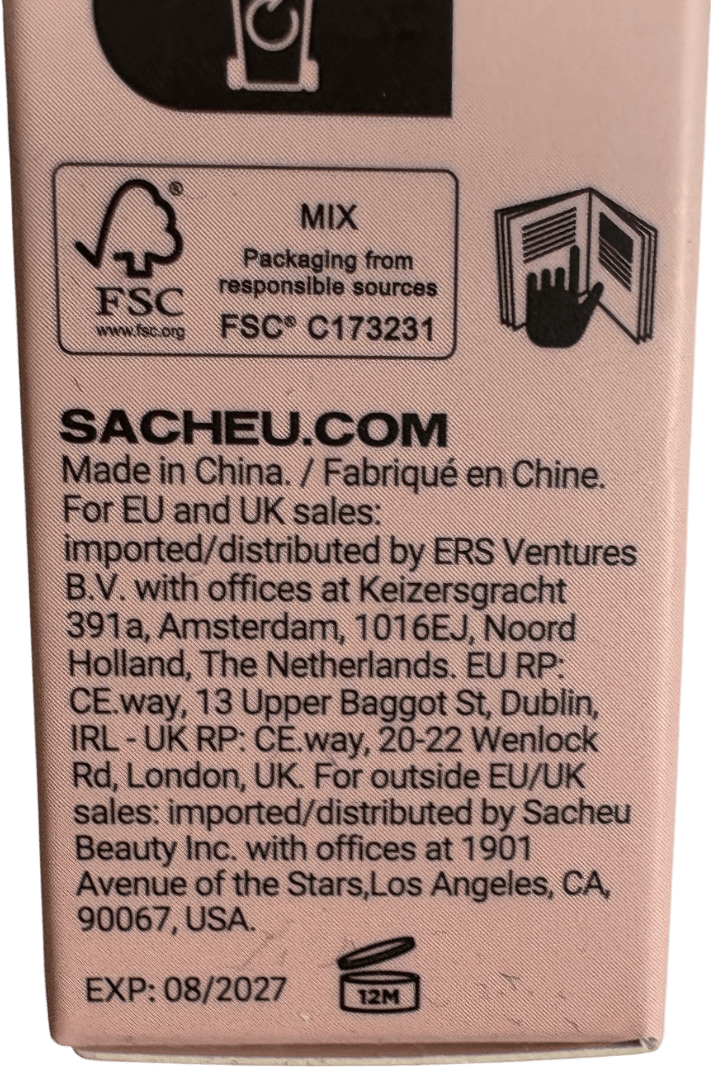 ®
FSC
www.fsc.org
MIX
Packaging from
responsible sources
FSC® C173231
SACHEU.COM
Made in China. / Fabriqué en Chine.
For EU and UK sales:
imported/distributed by ERS Ventures
B.V. with offices at Keizersgracht
391a, Amsterdam, 1016EJ, Noord
Holland, The Netherlands. EU RP:
CE.way, 13 Upper Baggot St, Dublin,
IRL - UK RP: CE.way, 20-22 Wenlock
Rd, London, UK. For outside EU/UK
sales: imported/distributed by Sacheu
Beauty Inc. with offices at 1901
Avenue of the Stars,Los Angeles, CA,
90067, USA.
EXP: 08/2027
12M